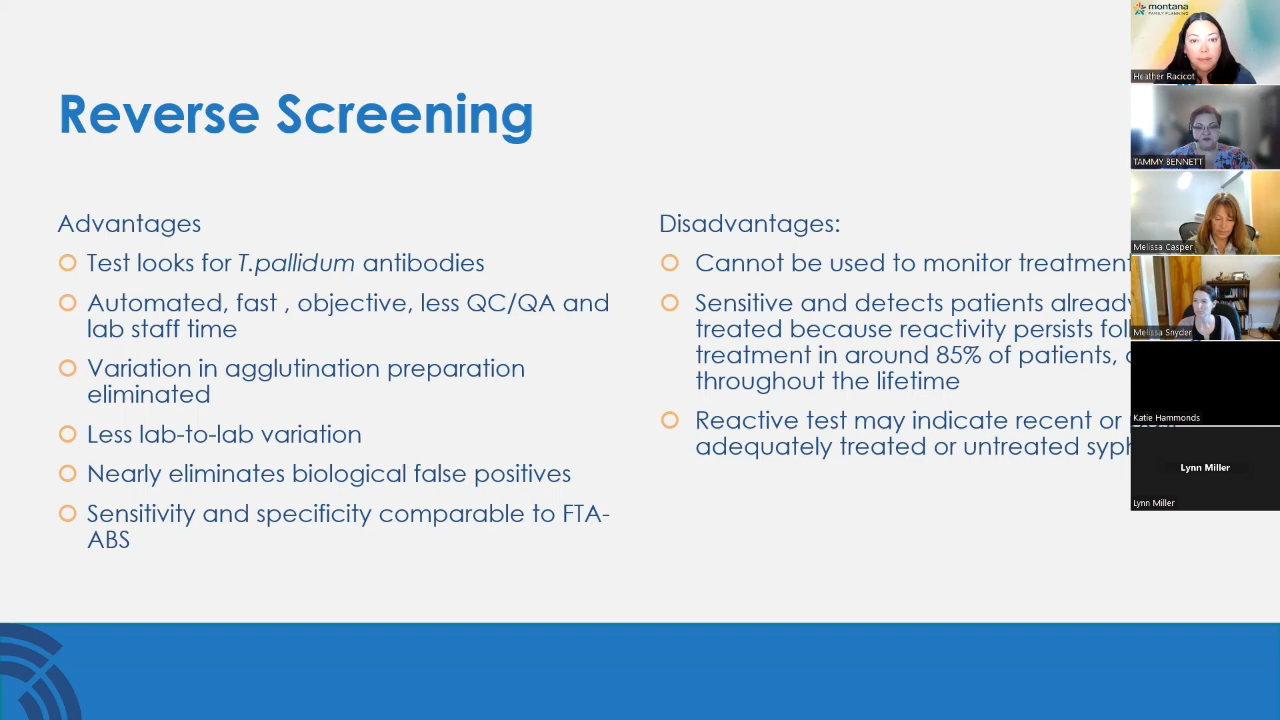 Reverse Screening
Advantages
Test looks for T.pallidum antibodies
Automated, fast , objective, less QC/QA and
lab staff time
Variation in agglutination preparation
eliminated
Less lab-to-lab variation
Nearly eliminates biological false positives
Sensitivity and specificity comparable to FTA-
ABS
Disadvantages:
Cannot be used to monitor treatment
Sensitive and detects patients already
treated because reactivity persists
treatment in around 85% of patients,
throughout the lifetime
Reactive test may indicate recent or
adequately treated or untreated
montana
FAMILY PLANNING
Heather Racicot
TAMMY BENNETT
Melissa Casper
Melissa Snyder
Katie Hammonds
Lynn Miller
Lynn Miller